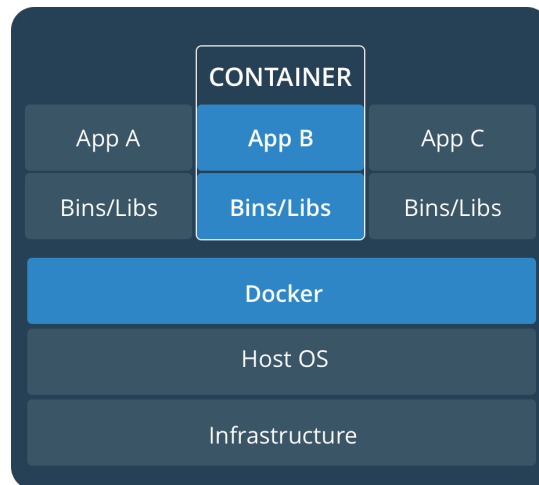 CONTAINER
App A App B App C
Bins/Libs Bins/Libs Bins/Libs
Docker
Host OS
Infrastructure